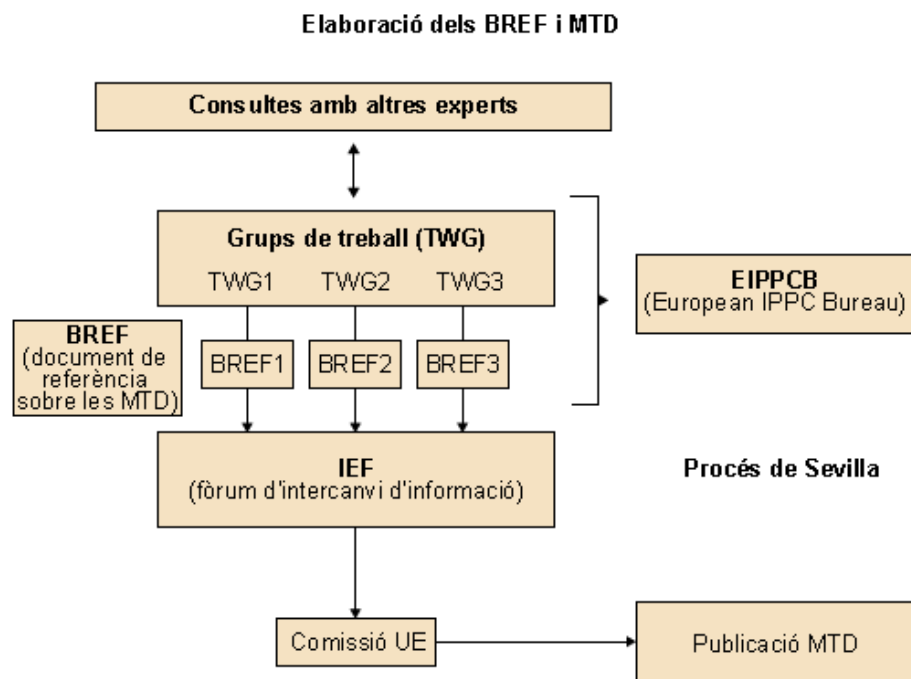 Elaboració dels BREF i MTD
Consultes amb altres experts
Grups de treball (TWG)
TWG1 TWG2 TWG3
EIPPCB
(European IPPC Bureau)
BREF
(document de
referència
sobre les MTD)
BREF1 BREF2 BREF3
IEF
(fòrum d'intercanvi d'informació)
Procés de Sevilla
Comissió UE
Publicació MTD